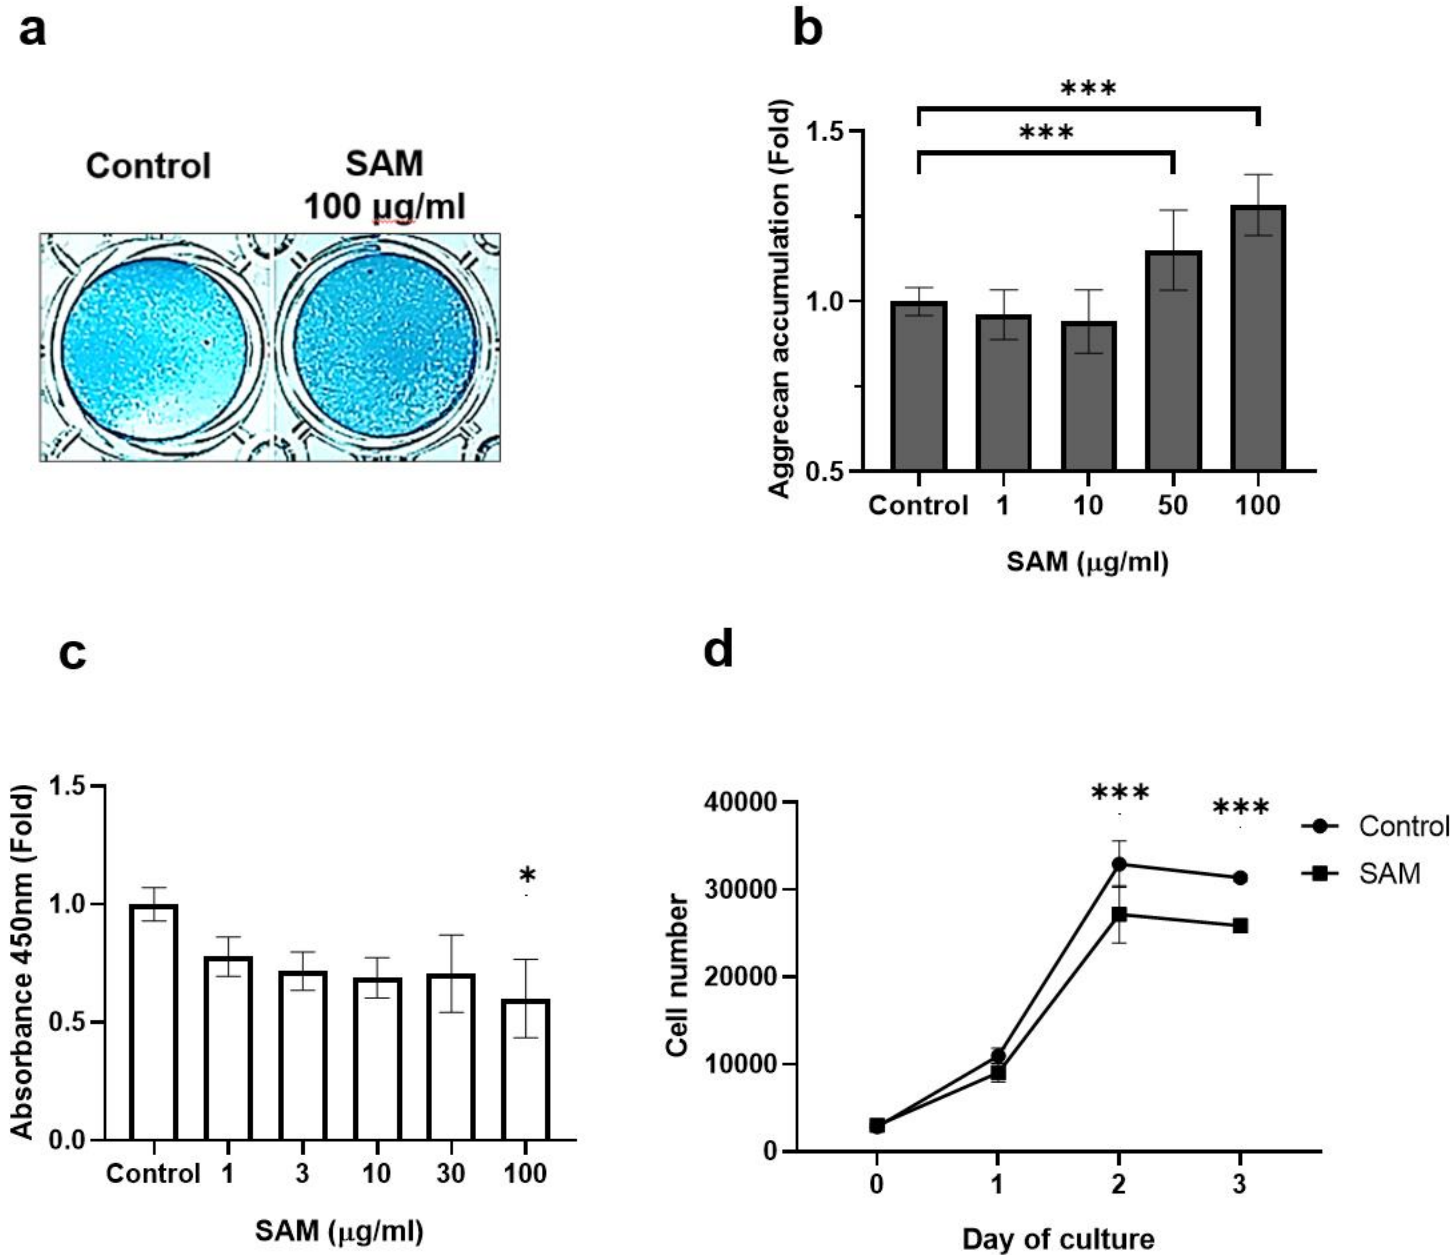 a
Control
SAM
100 µg/ml
b
***
***
Aggrecan accumulation (Fold)
1.5
1.0
0.5
Control 1 10 50 100
SAM (µg/ml)
c
Absorbance 450nm (Fold)
1.5
1.0
0.5
0.0
*
Control 1 3 10 30 100
SAM (µg/ml)
d
Cell number
40000
30000
20000
10000
0
*** ***
Control
SAM
0 1 2 3
Day of culture